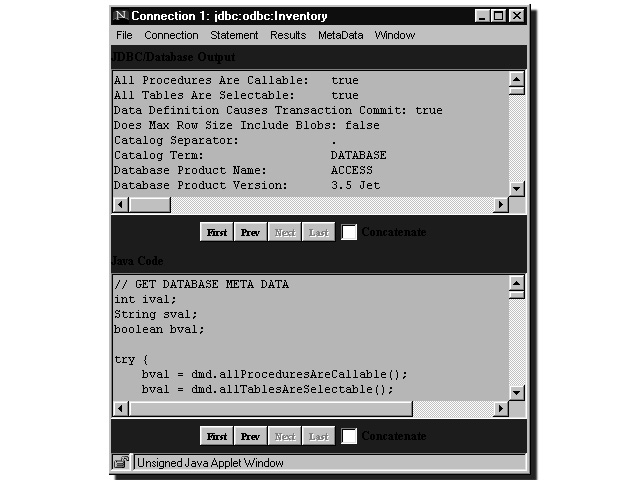 Connection 1: jdbc:odbc:Inventory
File Connection Statement Results MetaData Window
JDBC/Database Output
All Procedures Are Callable: true
All Tables Are Selectable: true
Data Definition Causes Transaction Commit: true
Does Max Row Size Include Blobs: false
Catalog Separator: .
Catalog Term: DATABASE
Database Product Name: ACCESS
Database Product Version: 3.5 Jet
First Prev Next Last Concatenate
Java Code
// GET DATABASE META DATA
int ival;
String sval;
boolean bval;
try {
bval = dmd.allProceduresAreCallable();
bval = dmd.allTablesAreSelectable();
First Prev Next Last Concatenate
Unsigned Java Applet Window